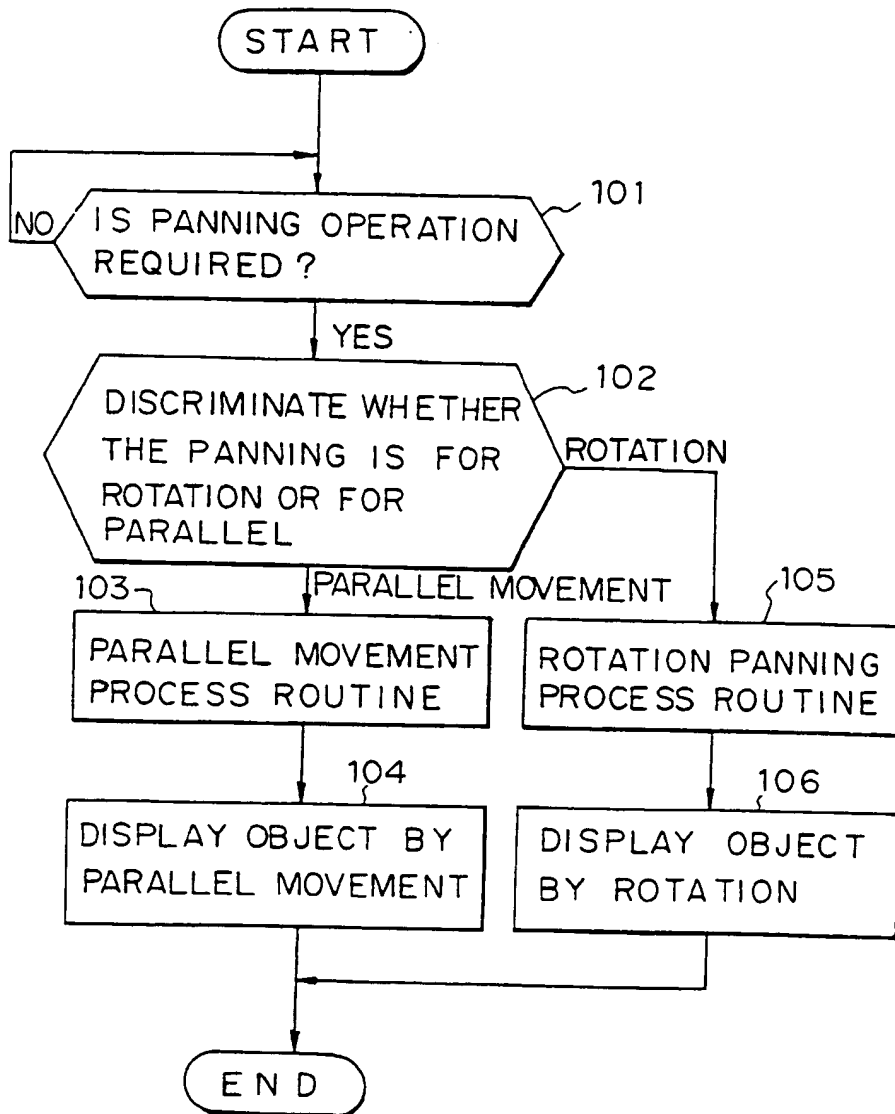 START
101
NO
IS PANNING OPERATION
REQUIRED?
YES
102
DISCRIMINATE WHETHER
THE PANNING IS FOR
ROTATION OR FOR
PARALLEL
ROTATION
PARALLEL MOVEMENT
103
PARALLEL MOVEMENT
PROCESS ROUTINE
105
ROTATION PANNING
PROCESS ROUTINE
104
DISPLAY OBJECT BY
PARALLEL MOVEMENT
106
DISPLAY OBJECT
BY ROTATION
END